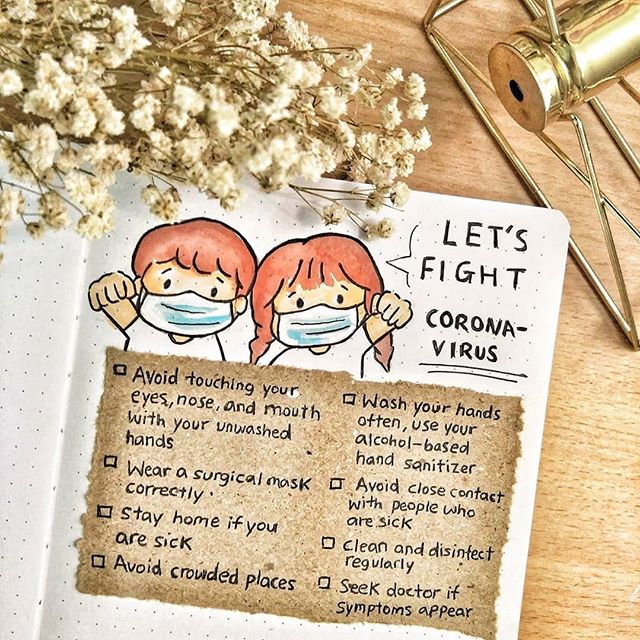 LET'S
FIGHT
CORONA-
VIRUS
Avoid touching your
eyes, nose, and mouth
with your unwashed
hands
Wear a surgical mask
correctly.
Stay home if you
are sick
Avoid crowded places
Wash your hands
often, use your
alcohol-based
hand sanitizer
Avoid close contact
with people who
are sick
Clean and disinfect
regularly
Seek doctor if
symptoms appear